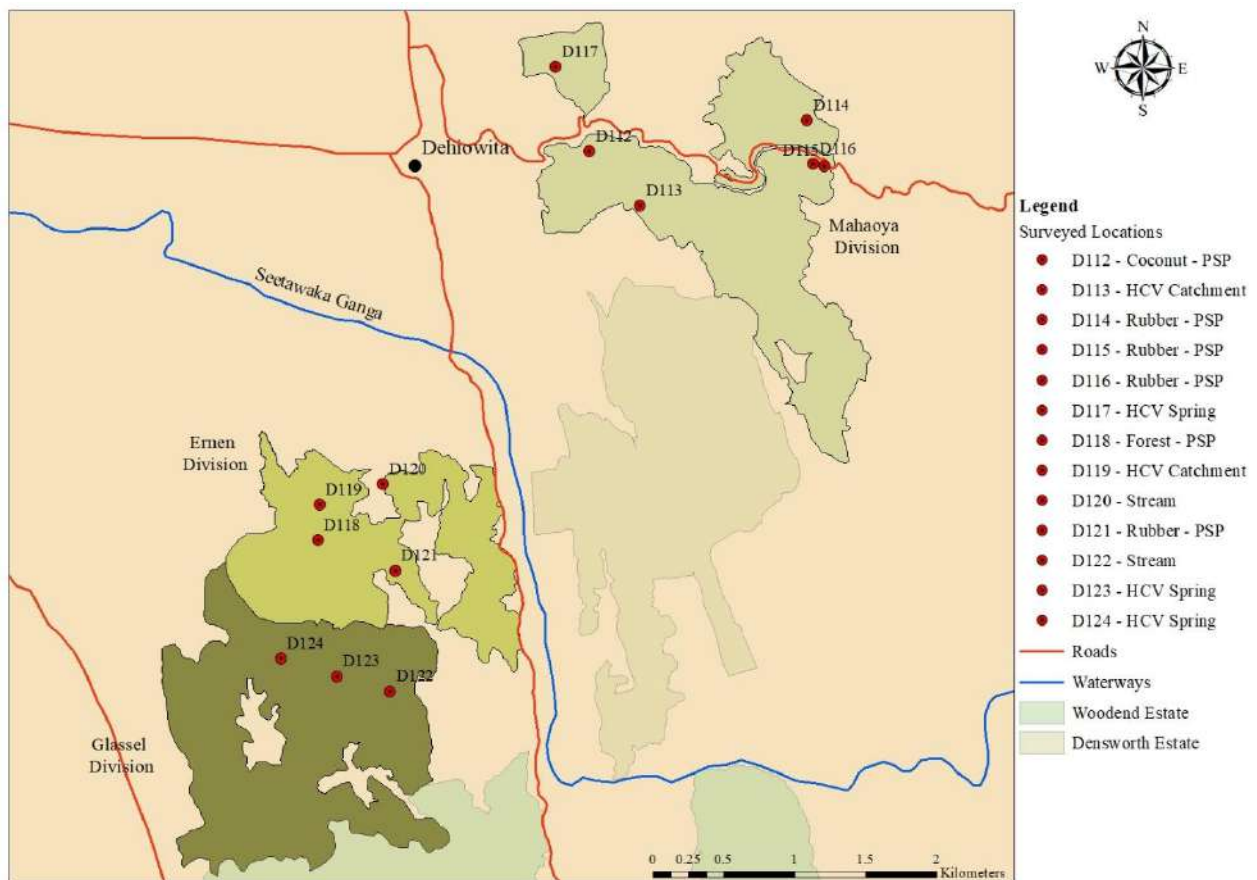 D117
N
W E
S
D114
D112
Dehiowita
D115 D116
D113
Mahaoya
Division
Seetawaka Ganga
Ernen
Division
D120
D119
D118
D121
D124
D123
D122
Glassel
Division
0 0.25 0.5 1 1.5 2
Kilometers
Legend
Surveyed Locations
D112 - Coconut - PSP
D113 - HCV Catchment
D114 - Rubber - PSP
D115 - Rubber - PSP
D116 - Rubber - PSP
D117 - HCV Spring
D118 - Forest - PSP
D119 - HCV Catchment
D120 - Stream
D121 - Rubber - PSP
D122 - Stream
D123 - HCV Spring
D124 - HCV Spring
Roads
Waterways
Woodend Estate
Densworth Estate